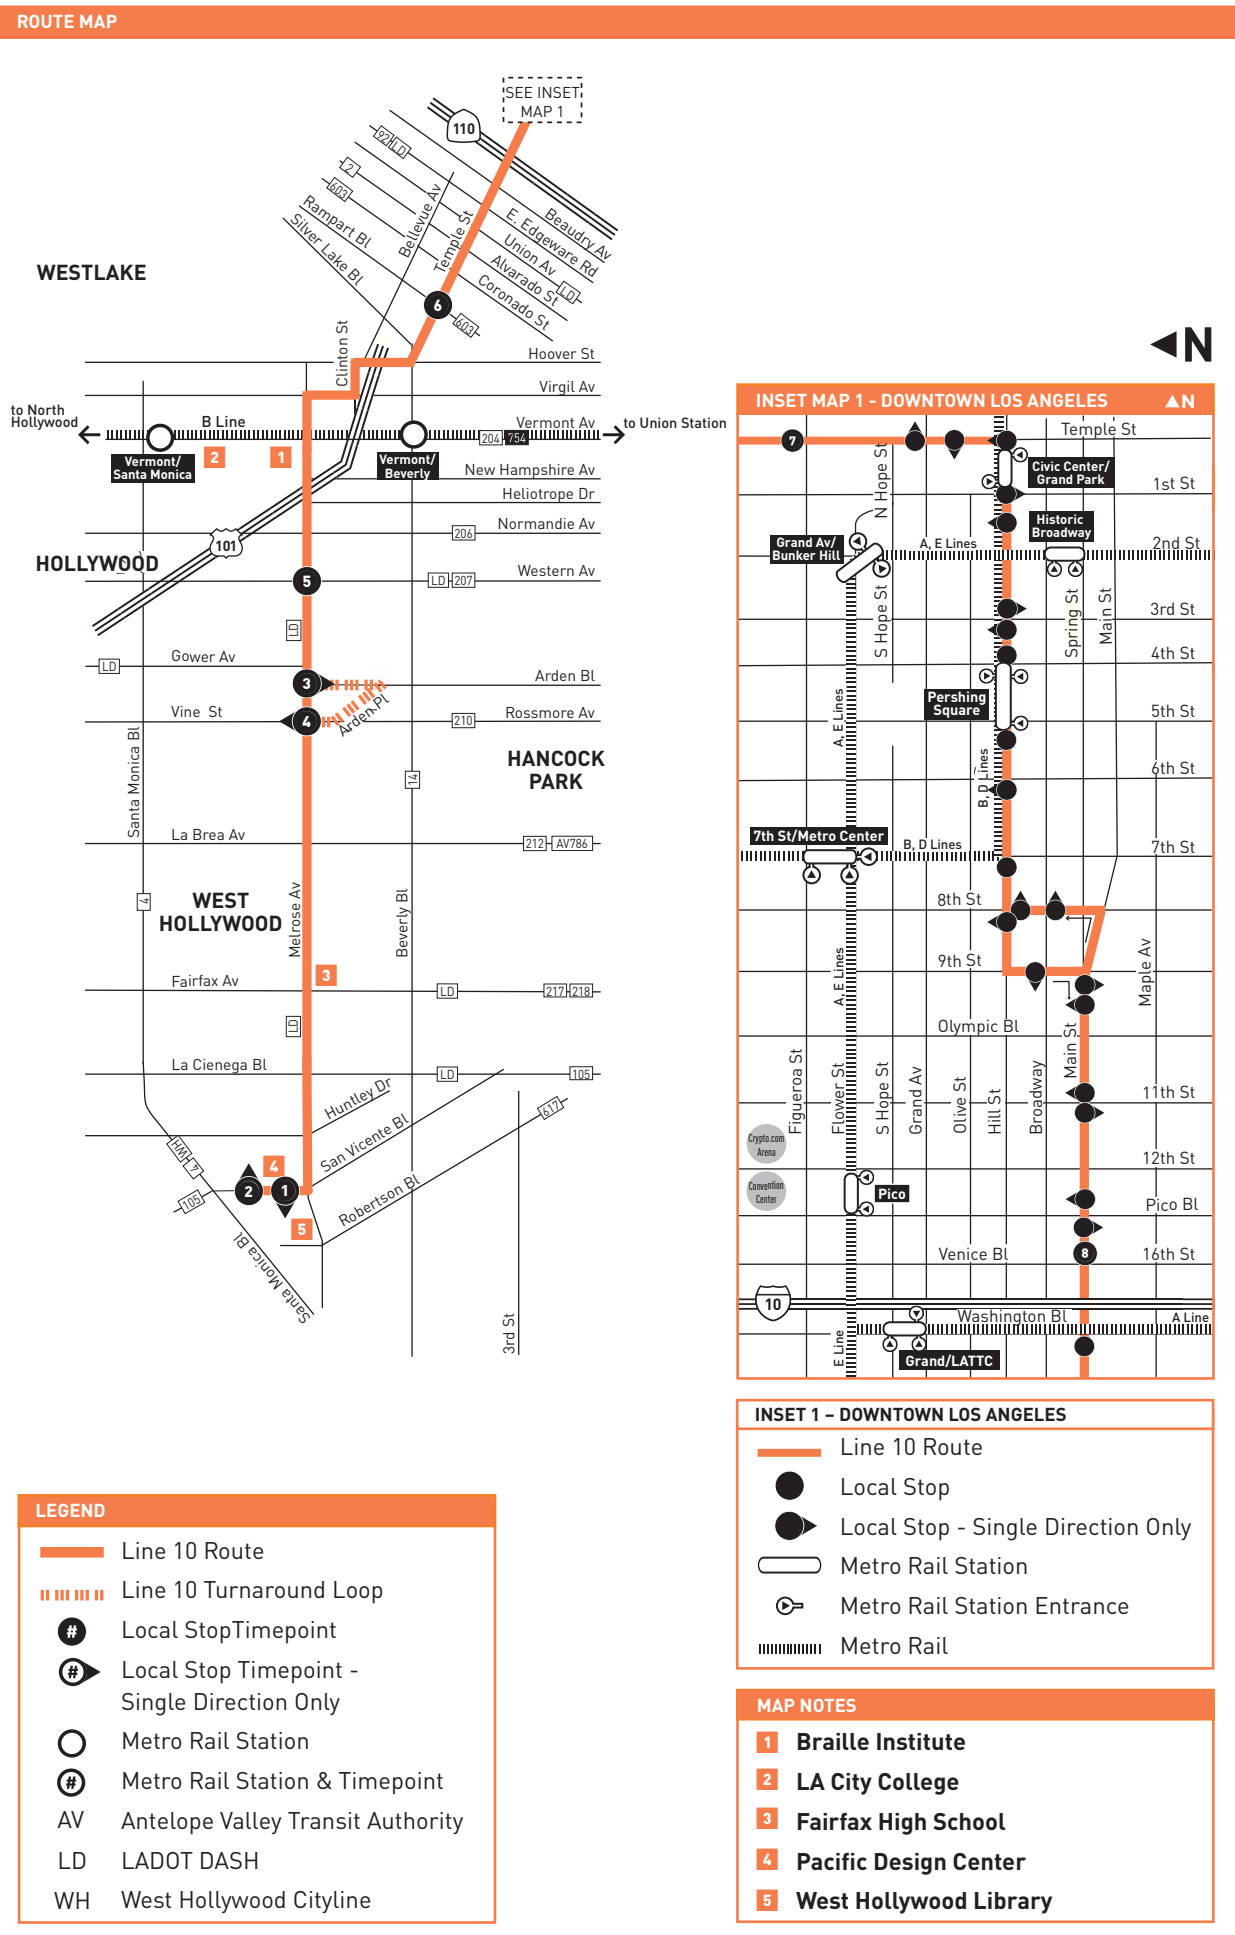 ROUTE MAP
SEE INSET
MAP 1
110
92
LD
2
603
Rampart Bl
Silver Lake Bl
Bellevue Av
Temple St
Beaudry Av
E. Edgeware Rd
Union Av
LD
Alvarado St
Coronado St
603
6
WESTLAKE
Clinton St
Hoover St
Virgil Av
to North
Hollywood
B Line
Vermont Av
to Union Station
204
754
Vermont/
Santa Monica
2
1
Vermont/
Beverly
New Hampshire Av
Heliotrope Dr
Normandie Av
206
101
HOLLYWOOD
Western Av
5
LD
207
LD
Gower Av
LD
3
Arden Bl
Vine St
4
Arden Pl
210
Rossmore Av
HANCOCK
PARK
Santa Monica Bl
14
La Brea Av
212
AV786
4
WEST
HOLLYWOOD
Melrose Av
Beverly Bl
3
Fairfax Av
LD
217
218
LD
La Cienega Bl
LD
105
Huntley Dr
San Vicente Bl
617
WH
4
105
4
2
1
5
Robertson Bl
Santa Monica Bl
3rd St
N
INSET MAP 1 - DOWNTOWN LOS ANGELES
N
7
Temple St
N Hope St
Civic Center/
Grand Park
1st St
Historic
Broadway
Grand Av/
Bunker Hill
A, E Lines
2nd St
S Hope St
Spring St
Main St
3rd St
4th St
Pershing
Square
A, E Lines
5th St
B, D Lines
6th St
7th St/Metro Center
B, D Lines
7th St
8th St
9th St
A, E Lines
Maple Av
Olympic Bl
Figueroa St
Flower St
S Hope St
Grand Av
Olive St
Hill St
Broadway
Main St
11th St
Crypto.com
Arena
12th St
Convention
Center
Pico
Pico Bl
Venice Bl
8
16th St
10
Washington Bl
A Line
E Line
Grand/LATTC
INSET 1 – DOWNTOWN LOS ANGELES
Line 10 Route
Local Stop
Local Stop - Single Direction Only
Metro Rail Station
Metro Rail Station Entrance
Metro Rail
LEGEND
Line 10 Route
Line 10 Turnaround Loop
# Local StopTimepoint
# Local Stop Timepoint -
Single Direction Only
Metro Rail Station
# Metro Rail Station & Timepoint
AV Antelope Valley Transit Authority
LD LADOT DASH
WH West Hollywood Cityline
MAP NOTES
1 Braille Institute
2 LA City College
3 Fairfax High School
4 Pacific Design Center
5 West Hollywood Library